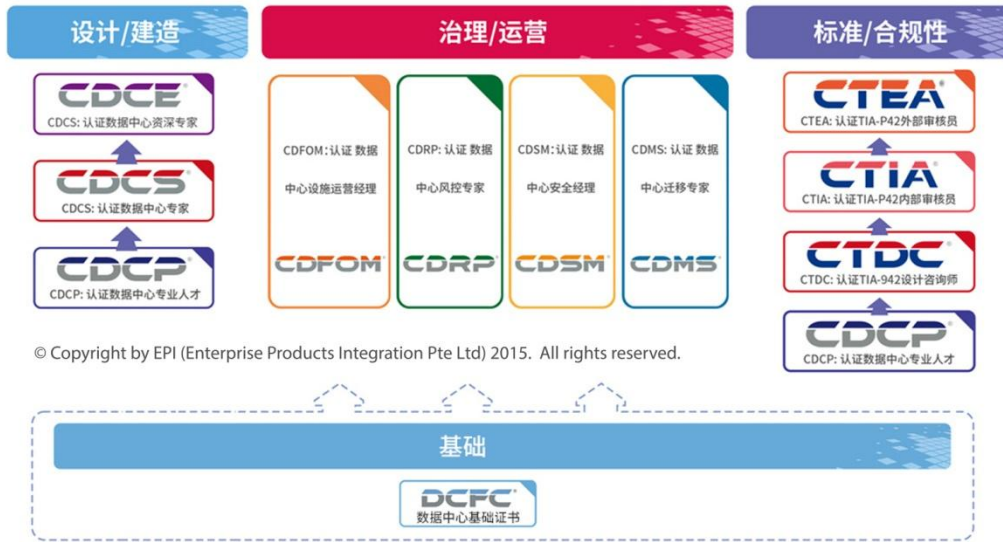 设计/建造
CDCE®
CDCS: 认证数据中心资深专家
CDCS®
CDCS: 认证数据中心专家
CDCP®
CDCP: 认证数据中心专业人才
治理/运营
CDFOM: 认证 数据
中心设施运营经理
CDFOM®
CDRP: 认证 数据
中心风控专家
CDRP®
CDSM: 认证 数据
中心安全经理
CDSM®
CDMS: 认证 数据
中心迁移专家
CDMS®
标准/合规性
CTEA®
CTEA: 认证TIA-P42外部审核员
CTIA®
CTIA: 认证TIA-P42内部审核员
CTDC®
CTDC: 认证TIA-942设计咨询师
CDCP®
CDCP: 认证数据中心专业人才
© Copyright by EPI (Enterprise Products Integration Pte Ltd) 2015. All rights reserved.
基础
DCFC®
数据中心基础证书